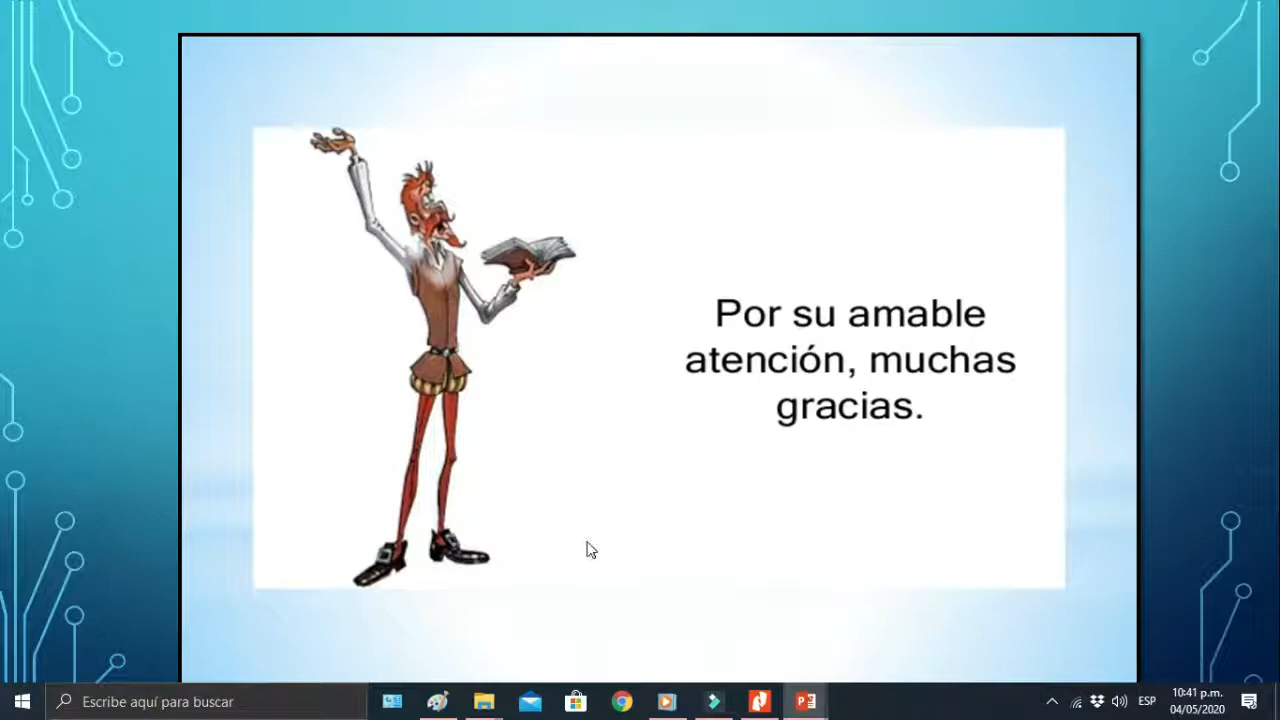 Por su amable
atención, muchas
gracias.
Escribe aquí para buscar
ESP
10:41 p.m.
04/05/2020